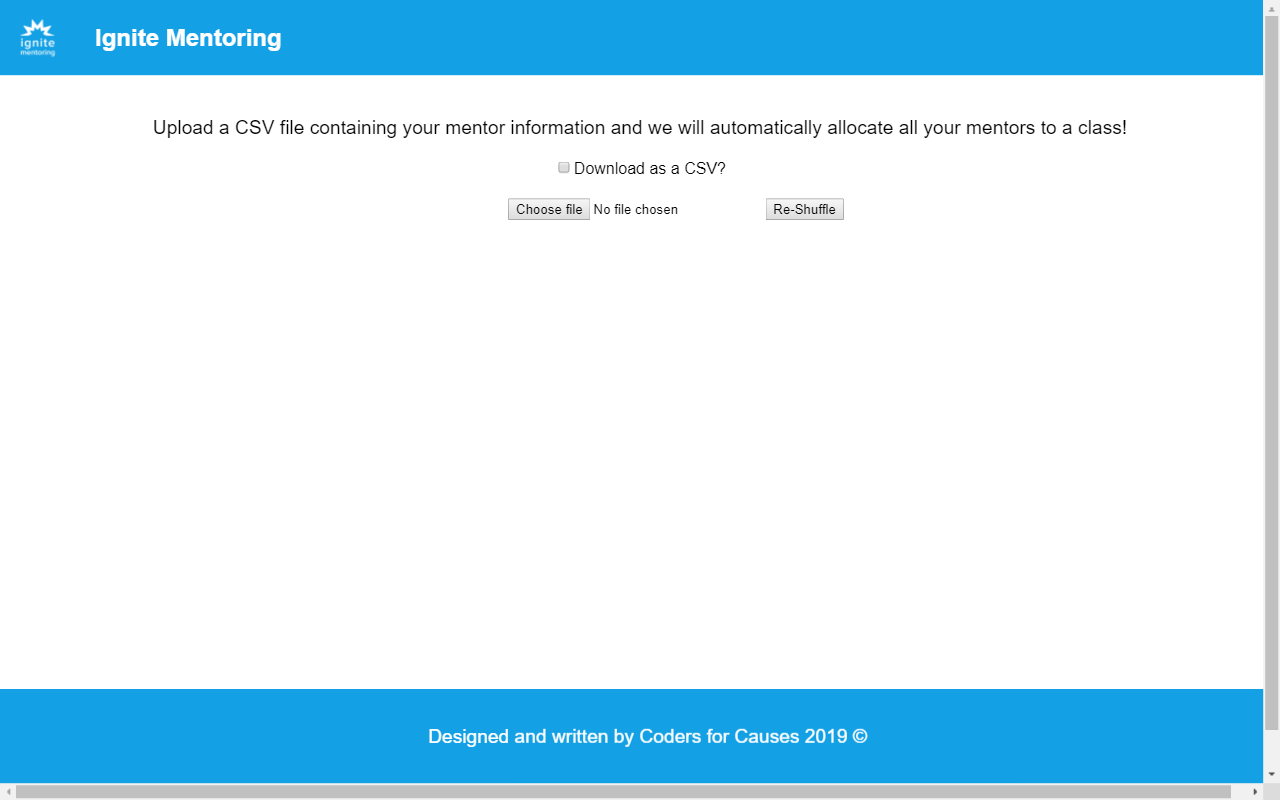 ignite
mentoring
Ignite Mentoring
Upload a CSV file containing your mentor information and we will automatically allocate all your mentors to a class!
Download as a CSV?
Choose file No file chosen Re-Shuffle
Designed and written by Coders for Causes 2019 ©